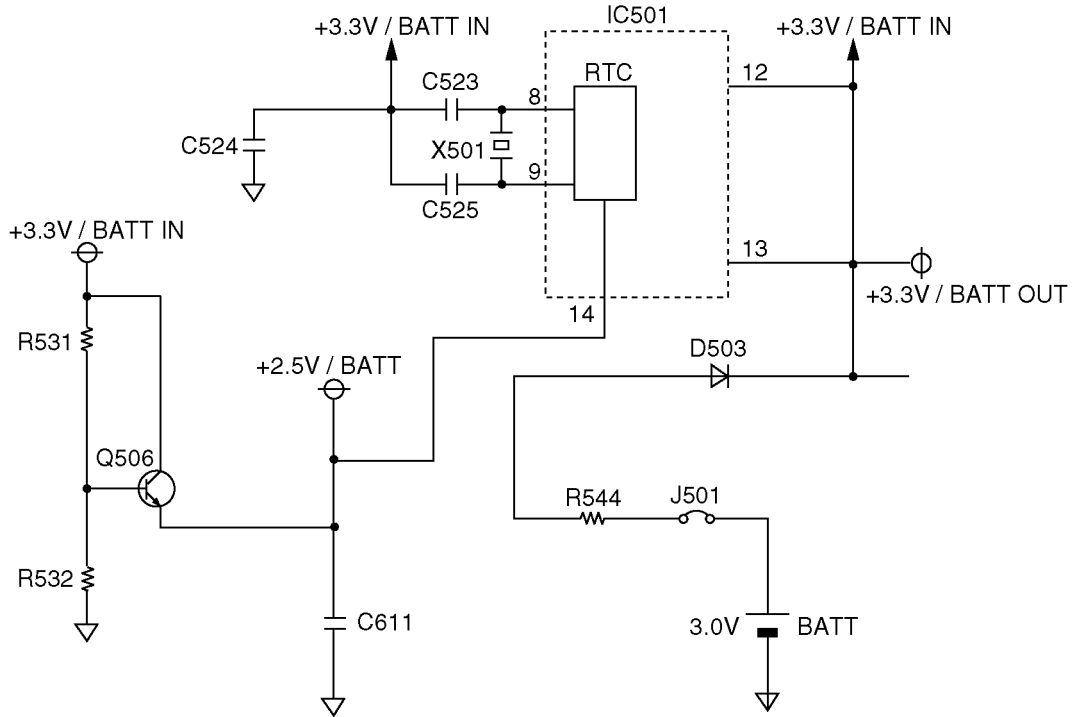 IC501
+3.3V / BATT IN
+3.3V / BATT IN
RTC
12
C523
8
C524
X501
9
C525
+3.3V / BATT IN
13
+3.3V / BATT OUT
14
R531
D503
+2.5V / BATT
Q506
R544
J501
R532
C611
3.0V
BATT